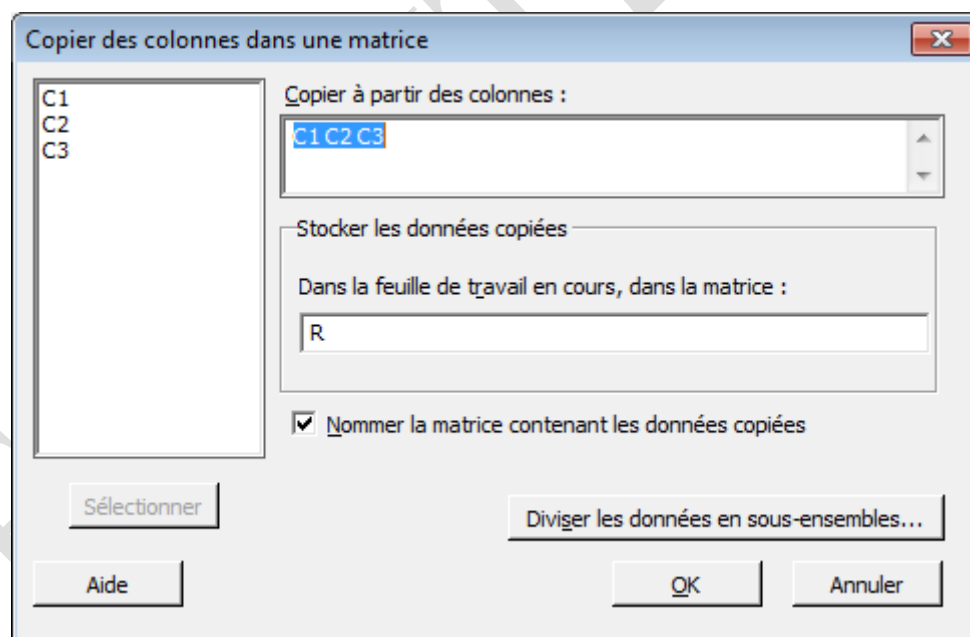 Copier des colonnes dans une matrice
C1
C2
C3
Copier à partir des colonnes :
C1 C2 C3
Stocker les données copiées
Dans la feuille de travail en cours, dans la matrice :
R
Nommer la matrice contenant les données copiées
Sélectionner
Diviser les données en sous-ensembles...
Aide
OK
Annuler